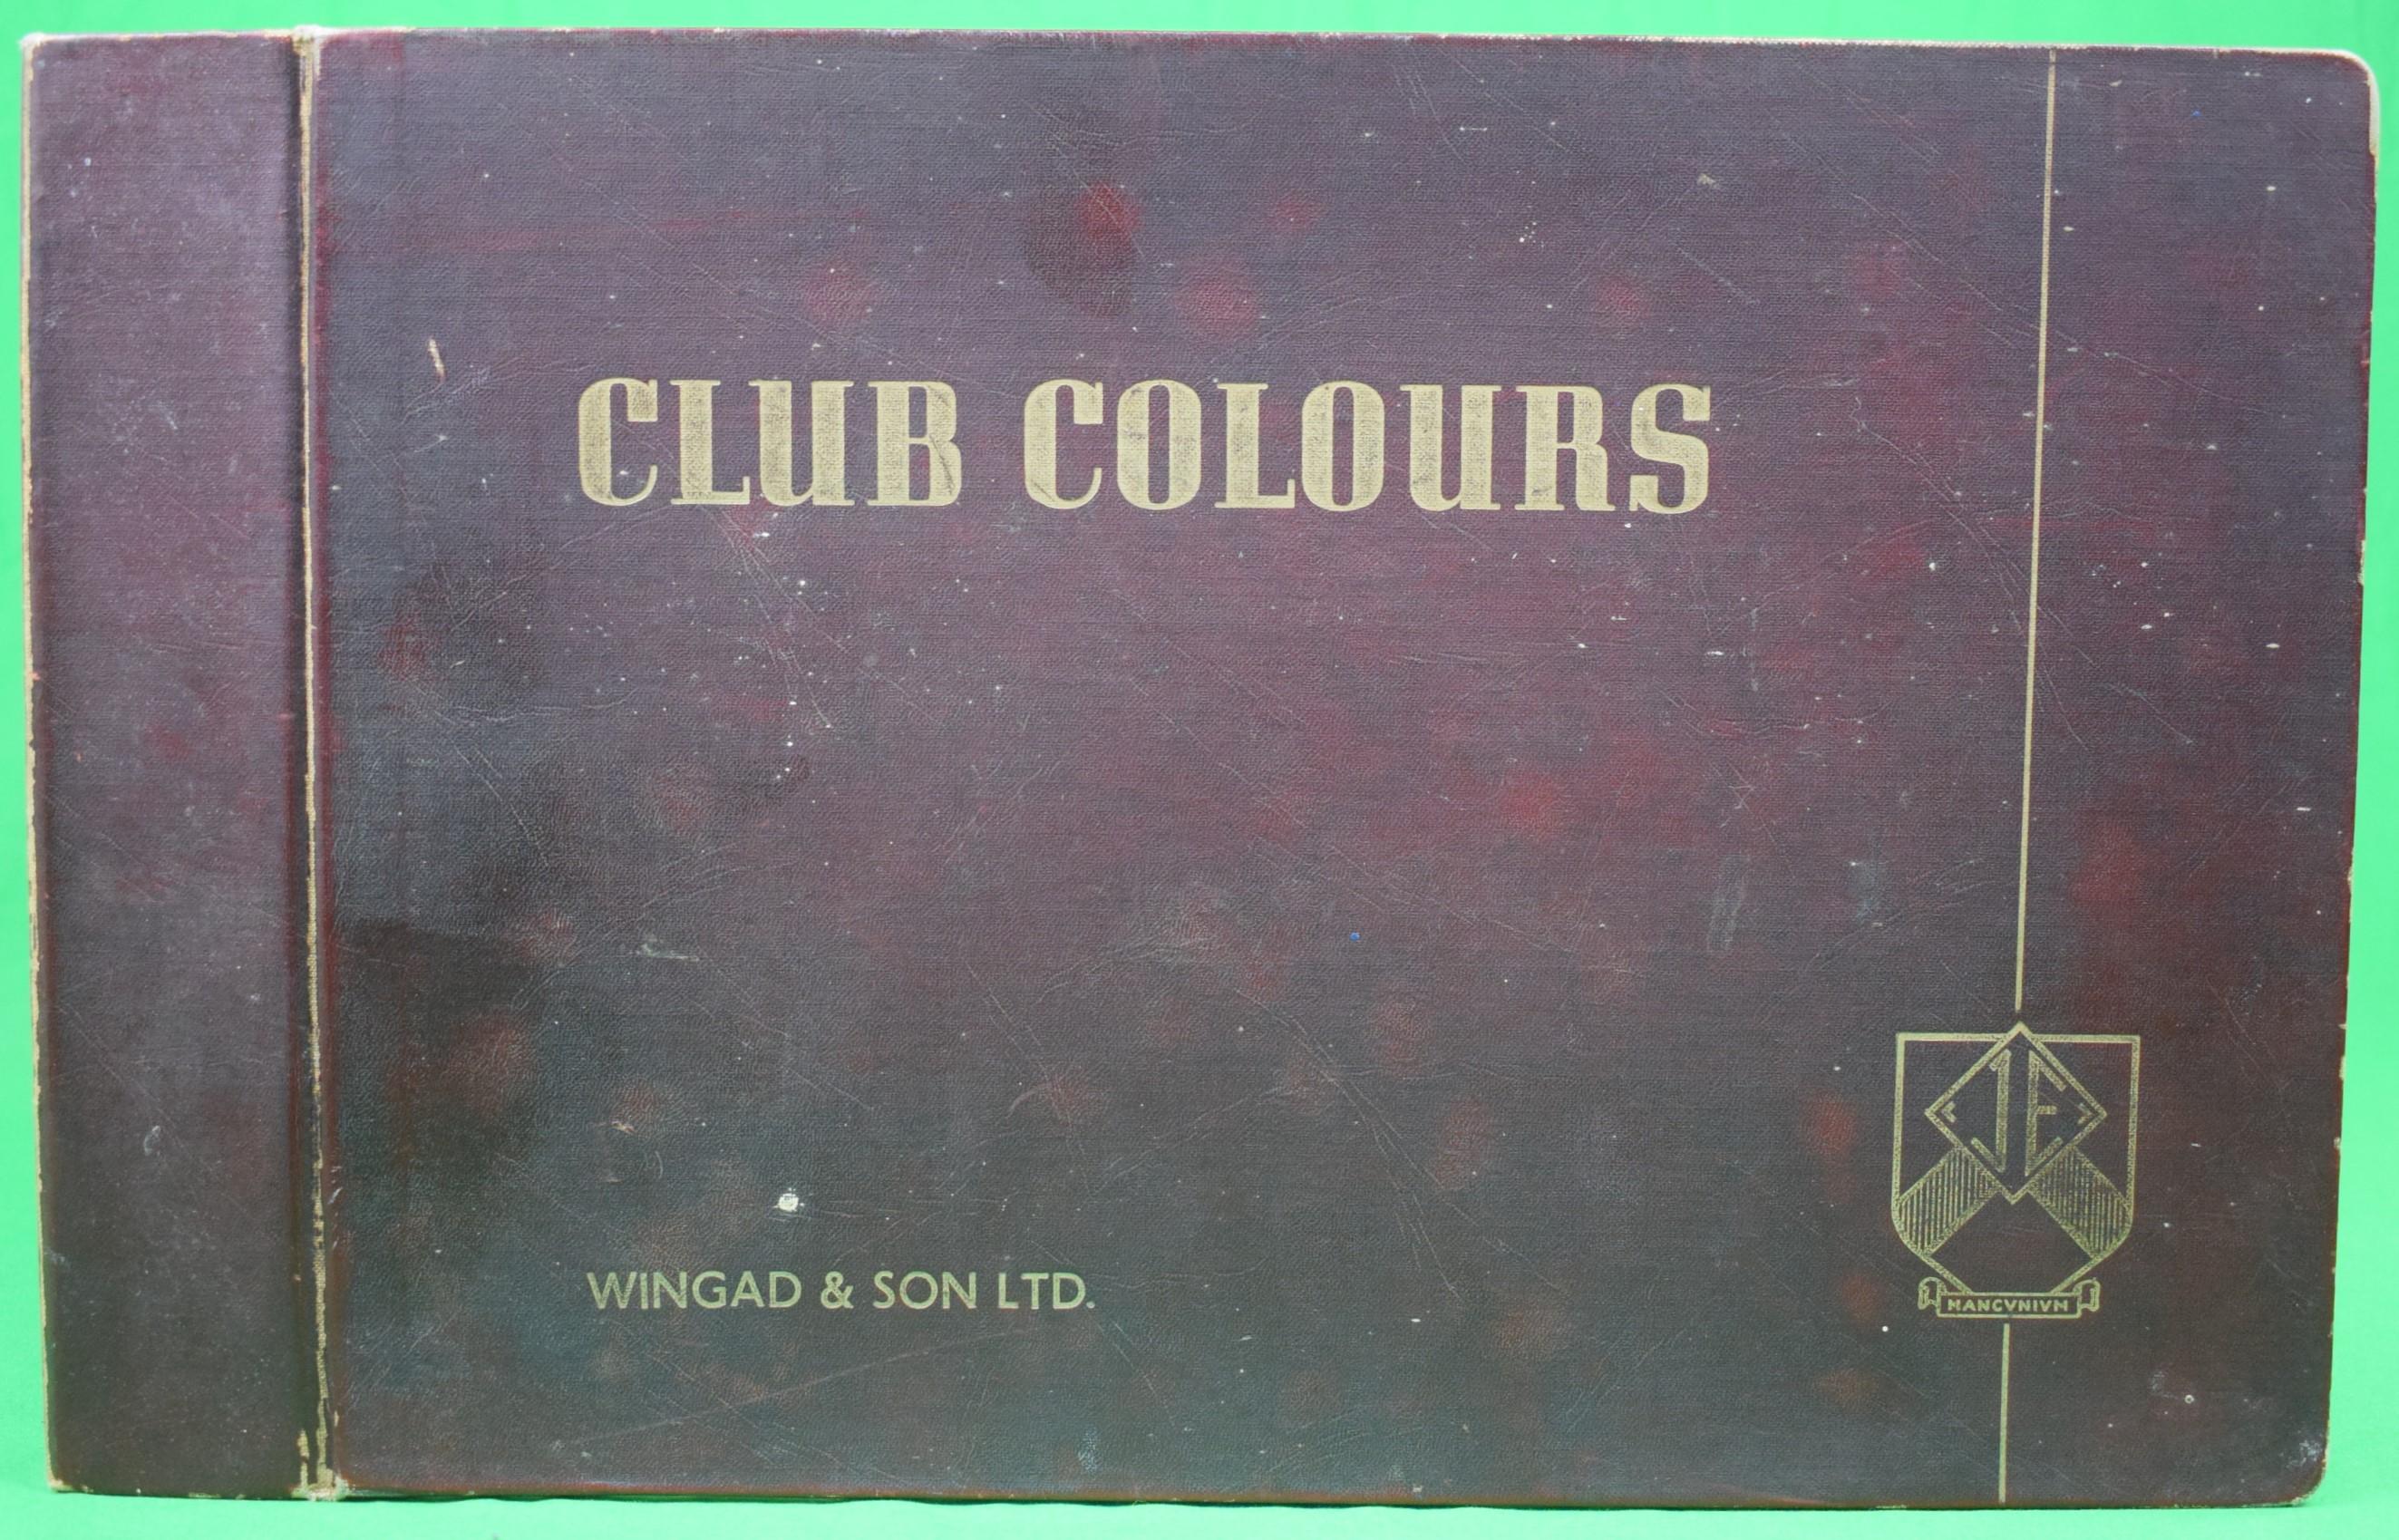 CLUB COLOURS
WINGAD & SON LTD.
JE
MANCVNIVM